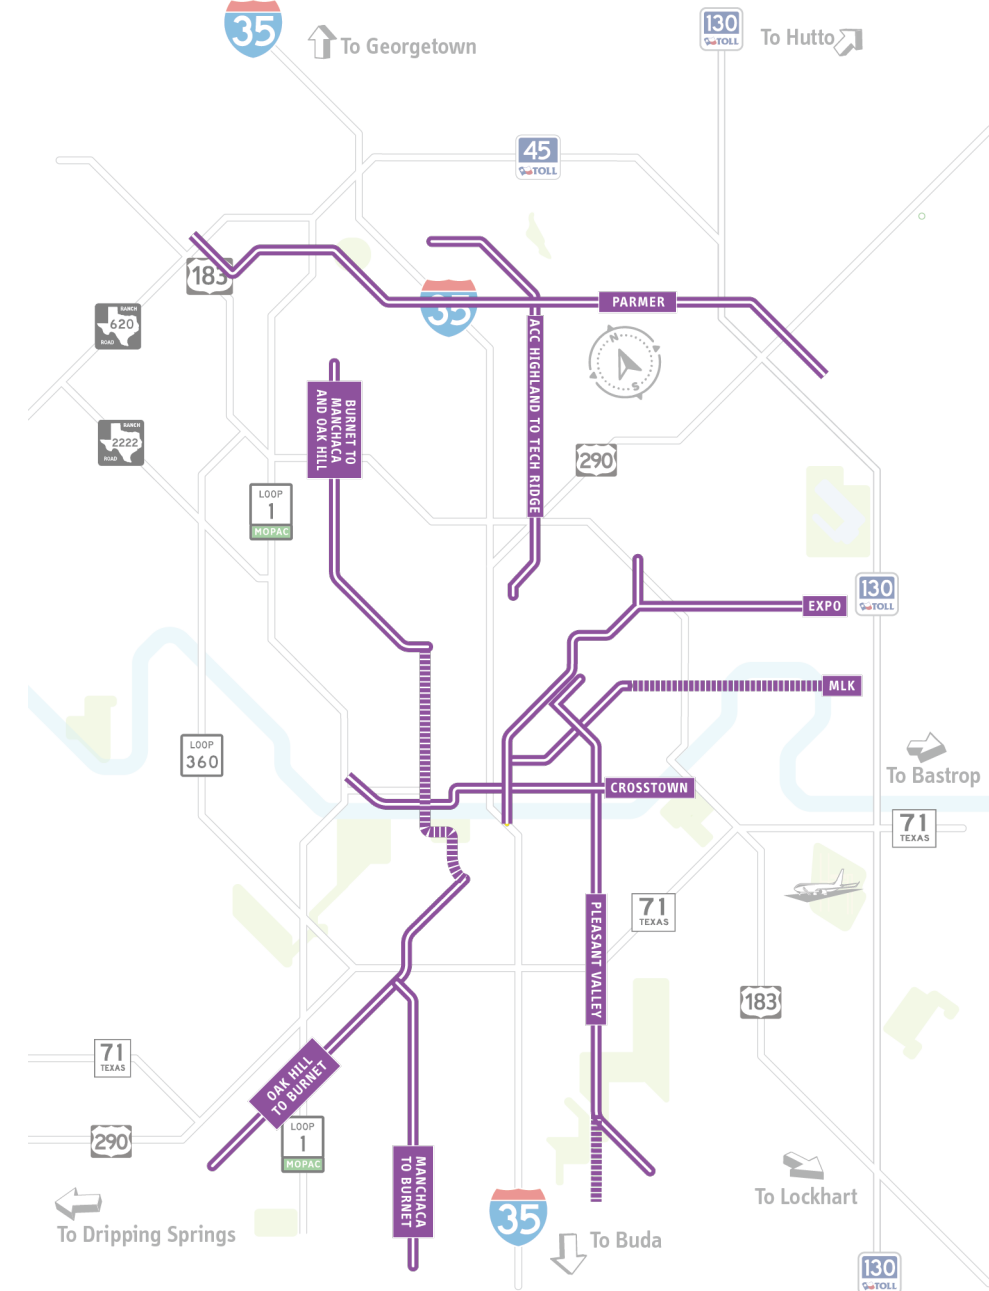 35
To Georgetown
130
TOLL
To Hutto
45
TOLL
183
35
PARMER
RANCH
620
ROAD
ACC HIGHLAND TO TECH RIDGE
N
S
BURNET TO
MANCHACA
AND OAK HILL
RANCH
2222
ROAD
290
LOOP
1
MOPAC
130
TOLL
EXPO
MLK
LOOP
360
To Bastrop
CROSSTOWN
71
TEXAS
71
TEXAS
PLEASANT VALLEY
183
71
TEXAS
OAK HILL
TO BURNET
290
LOOP
1
MOPAC
MANCHACA
TO BURNET
To Lockhart
35
To Dripping Springs
To Buda
130
TOLL